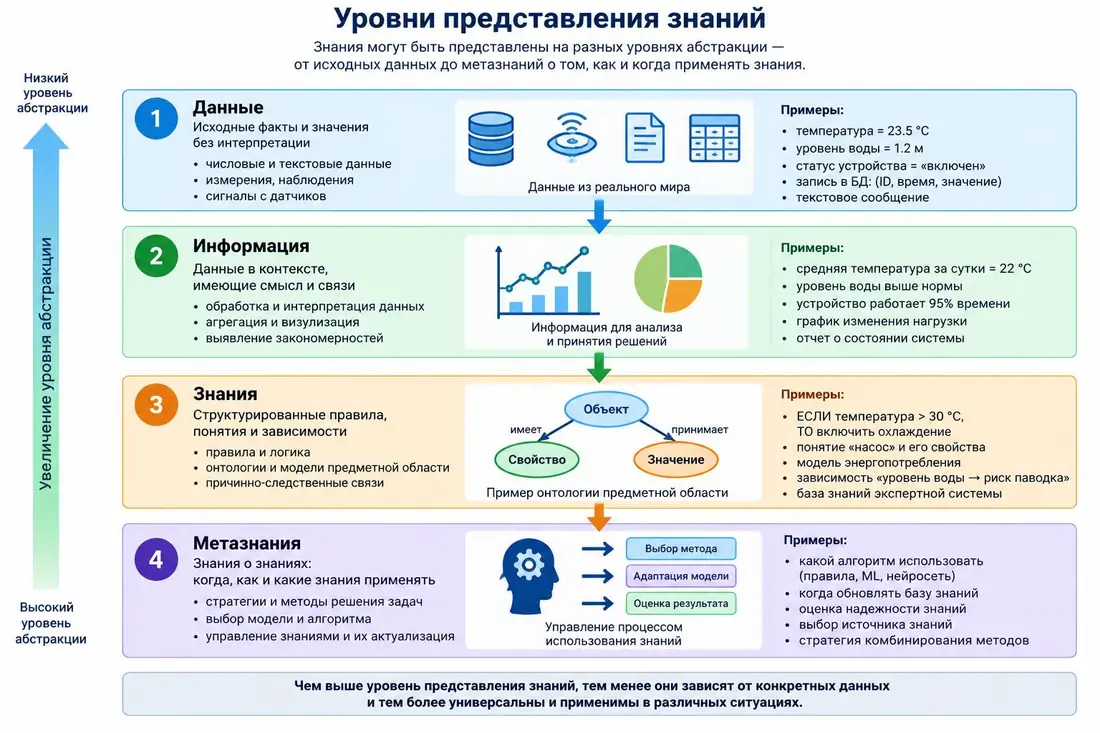 Уровни представления знаний
Знания могут быть представлены на разных уровнях абстракции —
от исходных данных до метазнаний о том, как и когда применять знания.
Низкий
уровень
абстракции
Увеличение уровня абстракции
Высокий
уровень
абстракции
1
Данные
Исходные факты и значения
без интерпретации
• числовые и текстовые данные
• измерения, наблюдения
• сигналы с датчиков
Данные из реального мира
Примеры:
• температура = 23.5 °C
• уровень воды = 1.2 м
• статус устройства = «включен»
• запись в БД: (ID, время, значение)
• текстовое сообщение
2
Информация
Данные в контексте,
имеющие смысл и связи
• обработка и интерпретация данных
• агрегация и визулизация
• выявление закономерностей
Информация для анализа
и принятия решений
Примеры:
• средняя температура за сутки = 22 °C
• уровень воды выше нормы
• устройство работает 95% времени
• график изменения нагрузки
• отчет о состоянии системы
3
Знания
Структурированные правила,
понятия и зависимости
• правила и логика
• онтологии и модели предметной области
• причинно-следственные связи
Объект
имеет
принимает
Свойство
Значение
Пример онтологии предметной области
Примеры:
• ЕСЛИ температура > 30 °C,
ТО включить охлаждение
• понятие «насос» и его свойства
• модель энергопотребления
• зависимость «уровень воды → риск паводка»
• база знаний экспертной системы
4
Метазнания
Знания о знаниях:
когда, как и какие знания применять
• стратегии и методы решения задач
• выбор модели и алгоритма
• управление знаниями и их актуализация
Выбор метода
Адаптация модели
Оценка результата
Управление процессом
использования знаний
Примеры:
• какой алгоритм использовать
(правила, ML, нейросеть)
• когда обновлять базу знаний
• оценка надежности знаний
• выбор источника знаний
• стратегия комбинирования методов
Чем выше уровень представления знаний, тем менее они зависят от конкретных данных
и тем более универсальны и применимы в различных ситуациях.